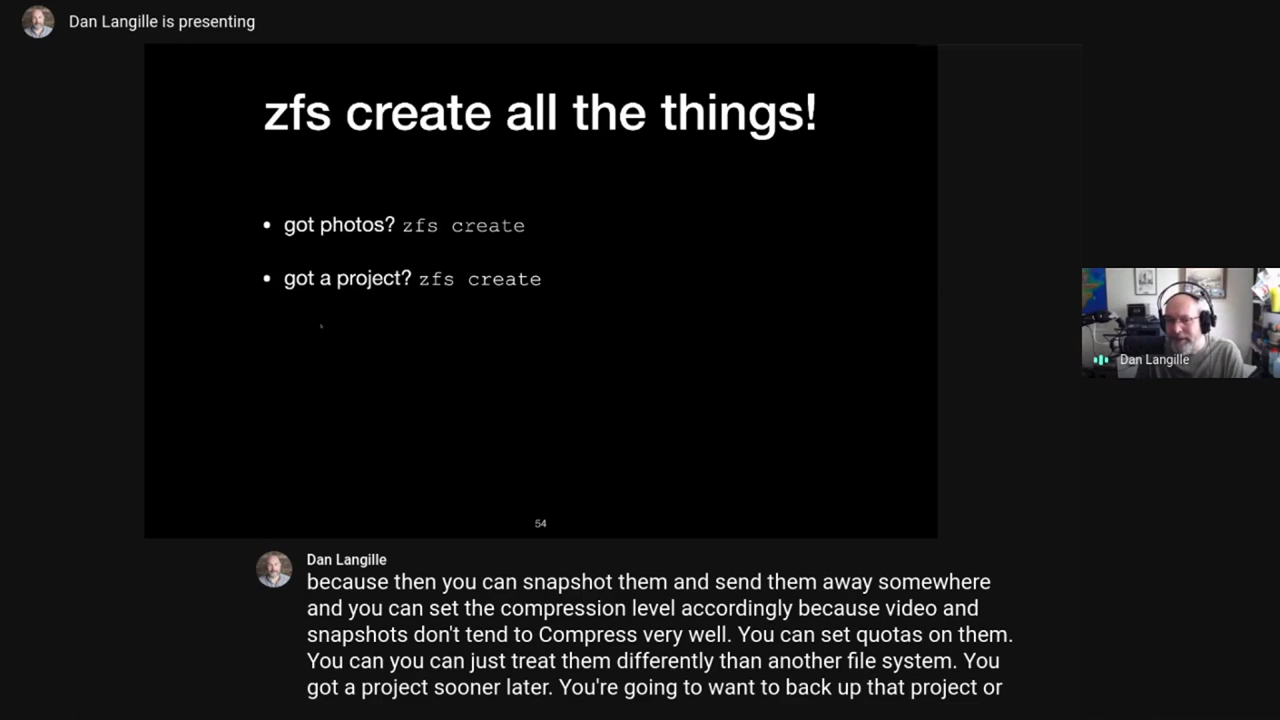 Dan Langille is presenting
zfs create all the things!
• got photos? zfs create
• got a project? zfs create
54
Dan Langille
Dan Langille
because then you can snapshot them and send them away somewhere
and you can set the compression level accordingly because video and
snapshots don't tend to Compress very well. You can set quotas on them.
You can you can just treat them differently than another file system. You
got a project sooner later. You're going to want to back up that project or